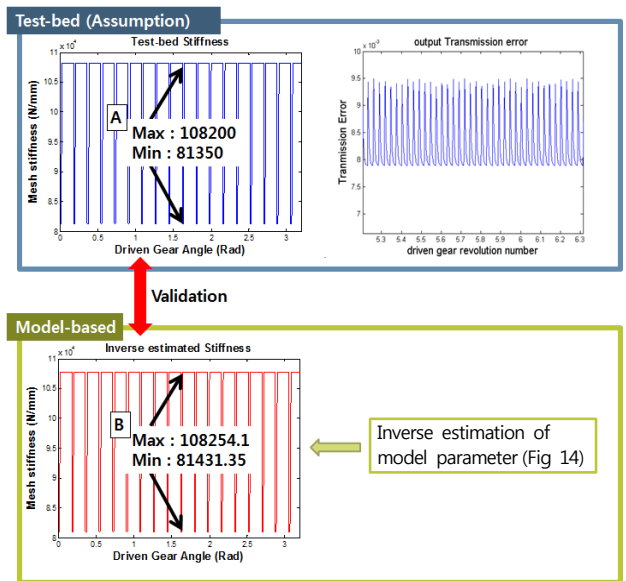 Test-bed (Assumption)
Test-bed Stiffness
x 10⁴
11
10.5
10
9.5
9
8.5
8
0
0.5
1
1.5
2
2.5
3
Mesh stiffness (N/mm)
Driven Gear Angle (Rad)
A
Max : 108200
Min : 81350
output Transmission error
x 10⁻³
10
9.5
9
8.5
8
7.5
7
5.3
5.4
5.5
5.6
5.7
5.8
5.9
6
6.1
6.2
6.3
Tranmission Error
driven gear revolution number
Validation
Model-based
Inverse estimated Stiffness
x 10⁴
11
10.5
10
9.5
9
8.5
8
0
0.5
1
1.5
2
2.5
3
Mesh stiffness (N/mm)
Driven Gear Angle (Rad)
B
Max : 108254.1
Min : 81431.35
Inverse estimation of
model parameter (Fig 14)